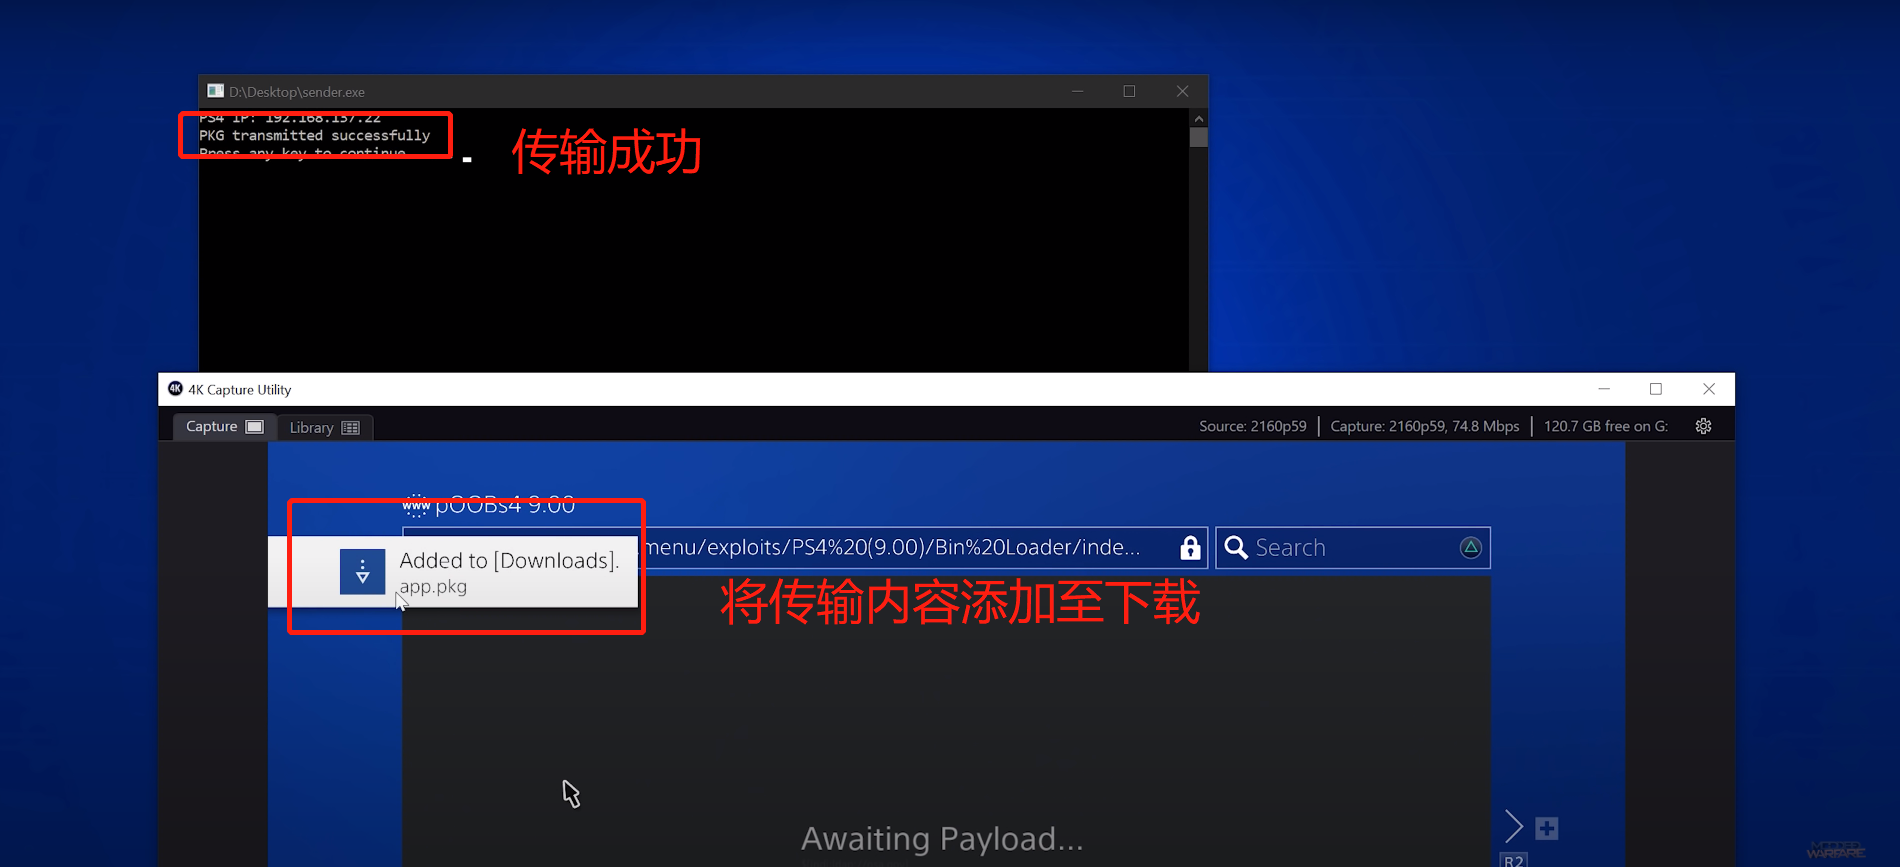 D:\Desktop\sender.exe
PS4 IP: 192.168.137.22
PKG transmitted successfully
Press any key to continue
传输成功
4K Capture Utility
Capture
Library
Source: 2160p59
Capture: 2160p59, 74.8 Mbps
120.7 GB free on G:
www pOOBs4 9.00
menu/exploits/PS4%20(9.00)/Bin%20Loader/inde...
Search
Added to [Downloads].
app.pkg
将传输内容添加至下载
Awaiting Payload...
R2
MODDED
WARFARE